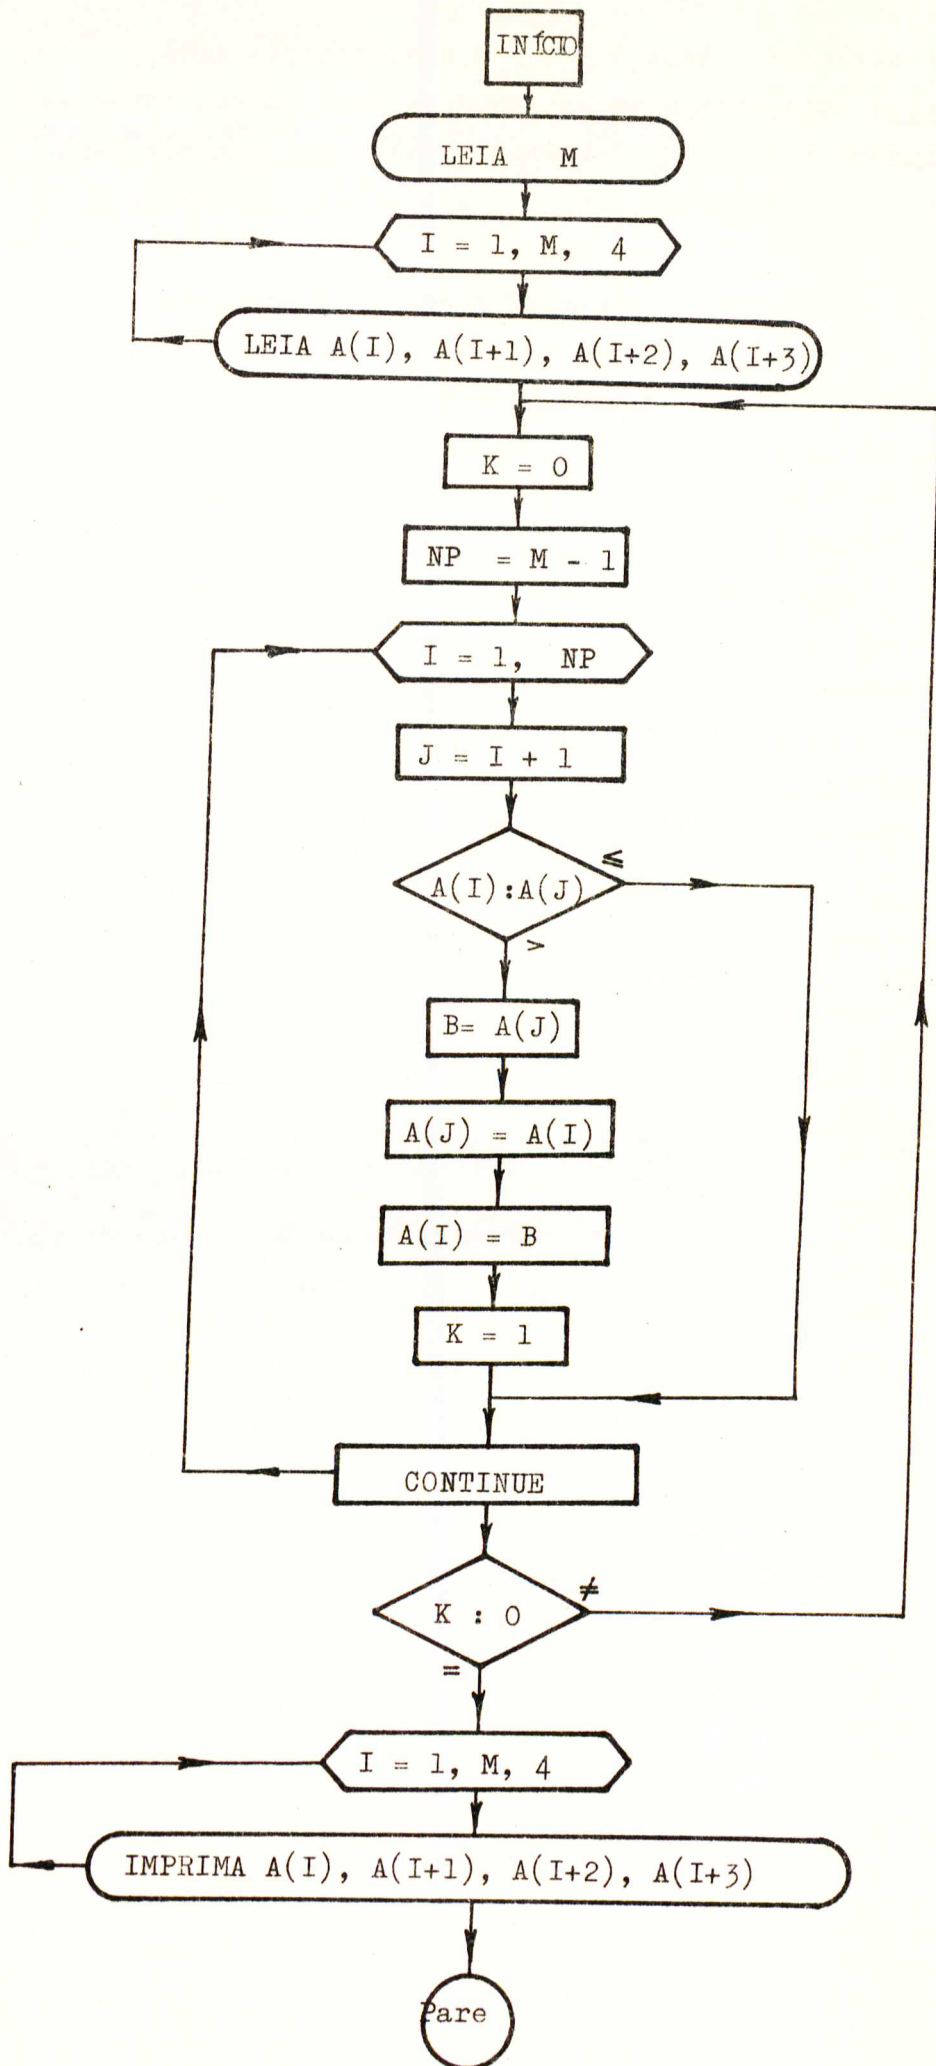 INÍCIO
LEIA M
I = 1, M, 4
LEIA A(I), A(I+1), A(I+2), A(I+3)
K = 0
NP = M - 1
I = 1, NP
J = I + 1
≤
A(I):A(J)
>
B= A(J)
A(J) = A(I)
A(I) = B
K = 1
CONTINUE
≠
K : 0
=
I = 1, M, 4
IMPRIMA A(I), A(I+1), A(I+2), A(I+3)
Pare